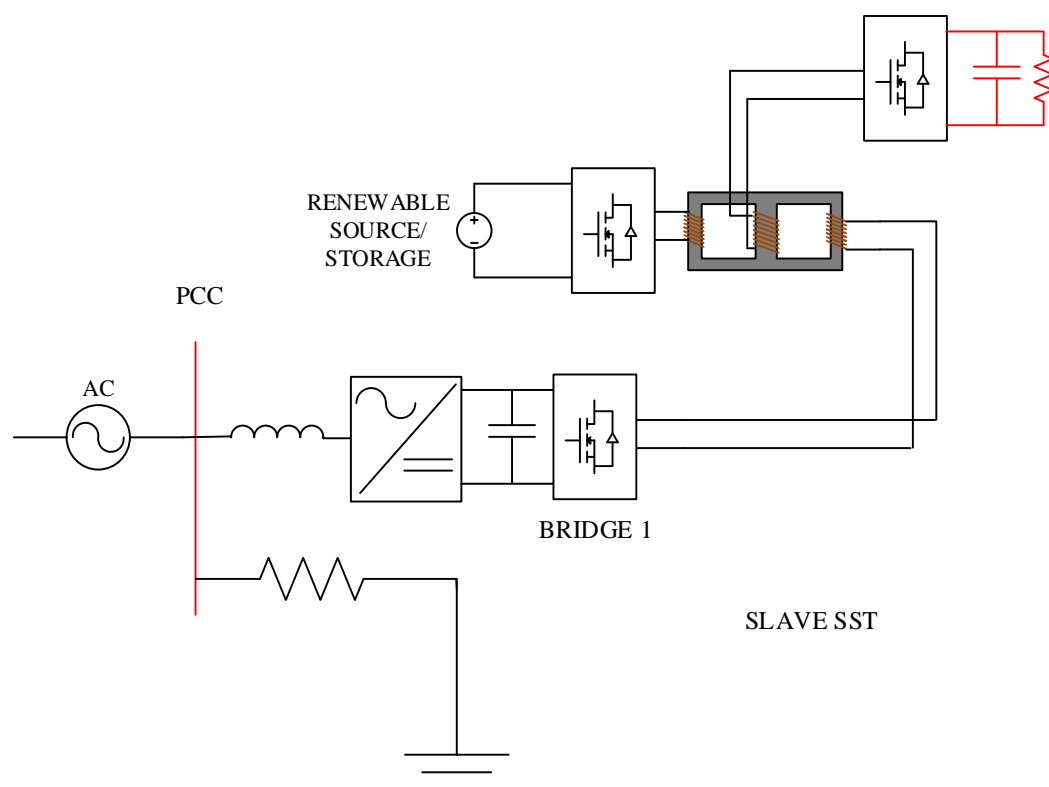 RENEWABLE
SOURCE/
STORAGE
PCC
AC
BRIDGE 1
SLAVE SST